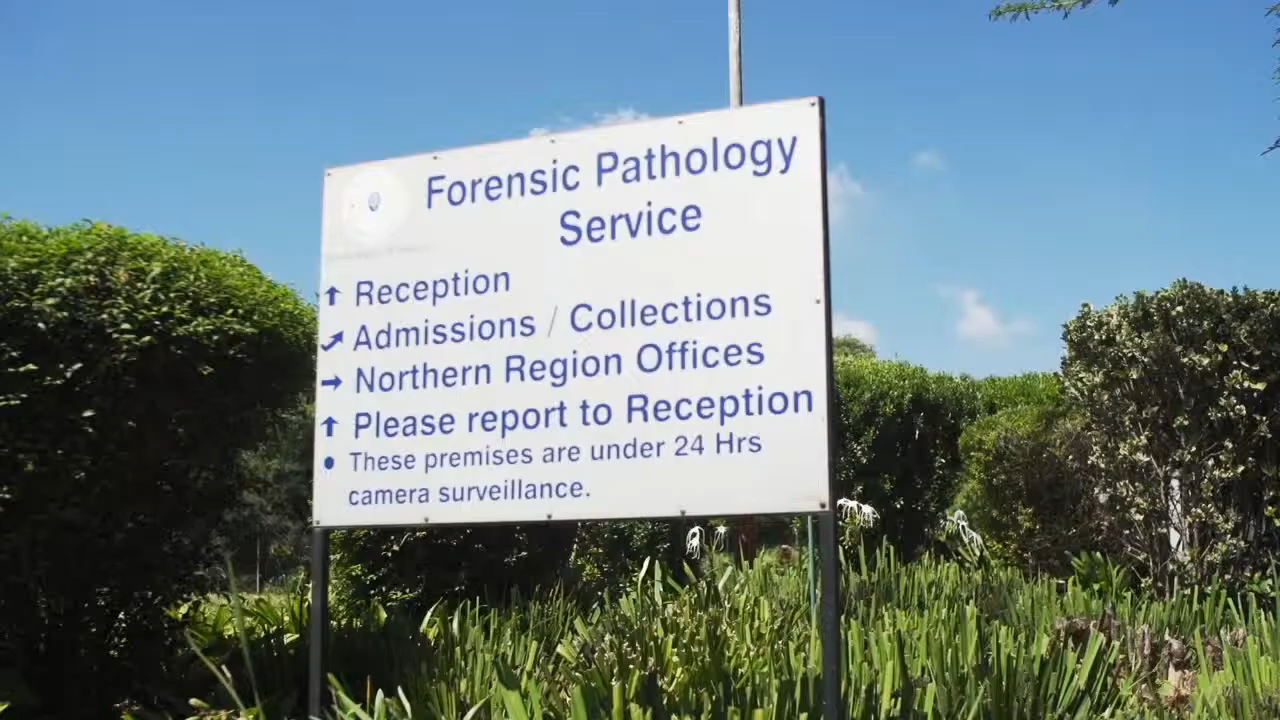 Forensic Pathology
Service
Reception
Admissions / Collections
Northern Region Offices
Please report to Reception
These premises are under 24 Hrs
camera surveillance.